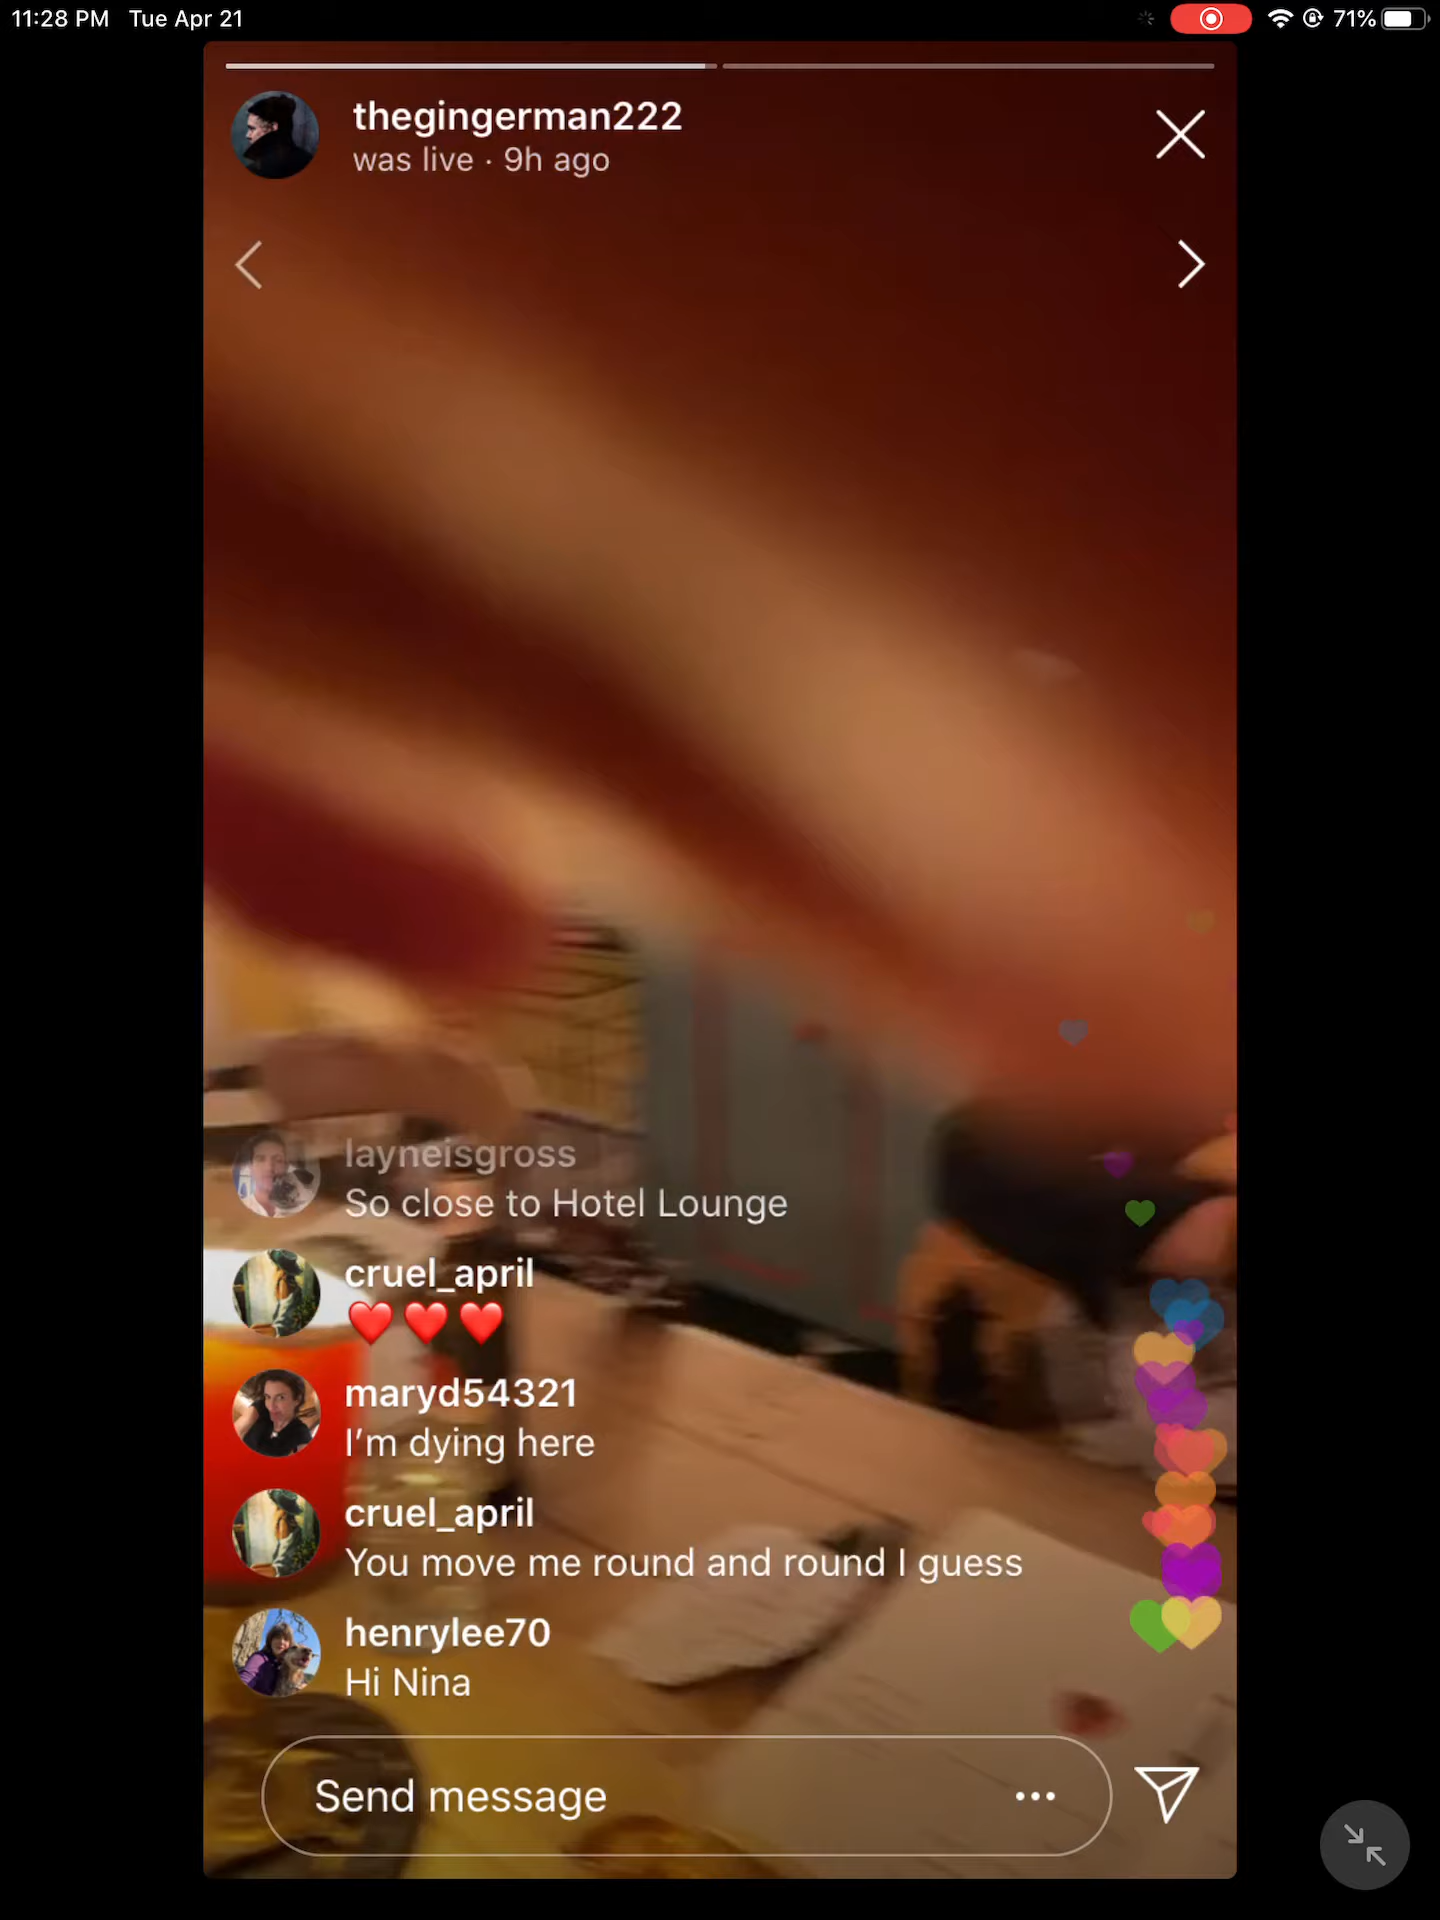 11:28 PM Tue Apr 21 71%
thegingerman222
was live · 9h ago
layneisgross
So close to Hotel Lounge
cruel_april
❤️❤️❤️
maryd54321
I’m dying here
cruel_april
You move me round and round I guess
henrylee70
Hi Nina
Send message